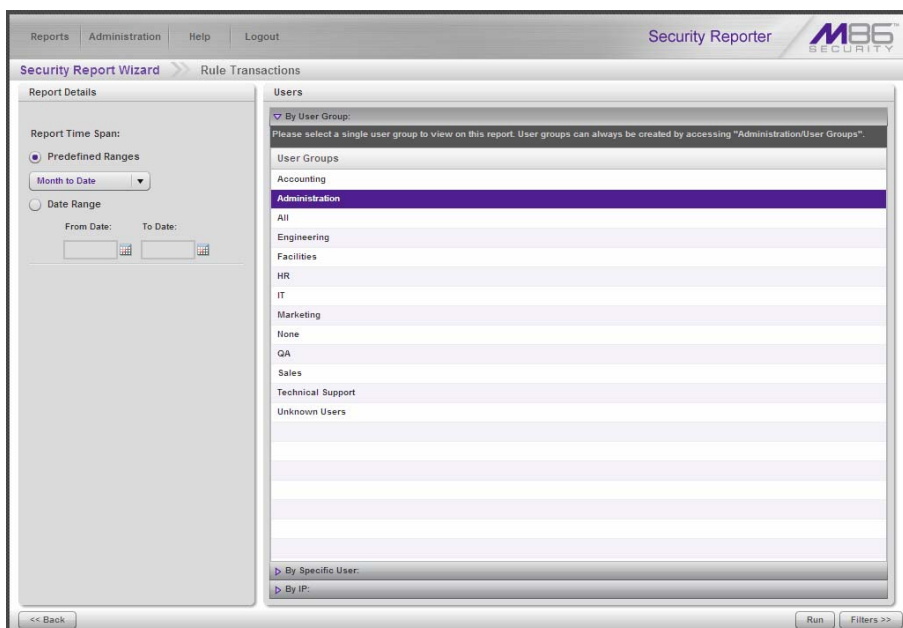 Reports Administration Help Logout
Security Reporter
M86 SECURITY
Security Report Wizard Rule Transactions
Report Details
Report Time Span:
Predefined Ranges
Month to Date
Date Range
From Date: To Date:
Users
By User Group:
Please select a single user group to view on this report. User groups can always be created by accessing "Administration/User Groups".
User Groups
Accounting
Administration
All
Engineering
Facilities
HR
IT
Marketing
None
QA
Sales
Technical Support
Unknown Users
By Specific User:
By IP:
<< Back
Run
Filters >>